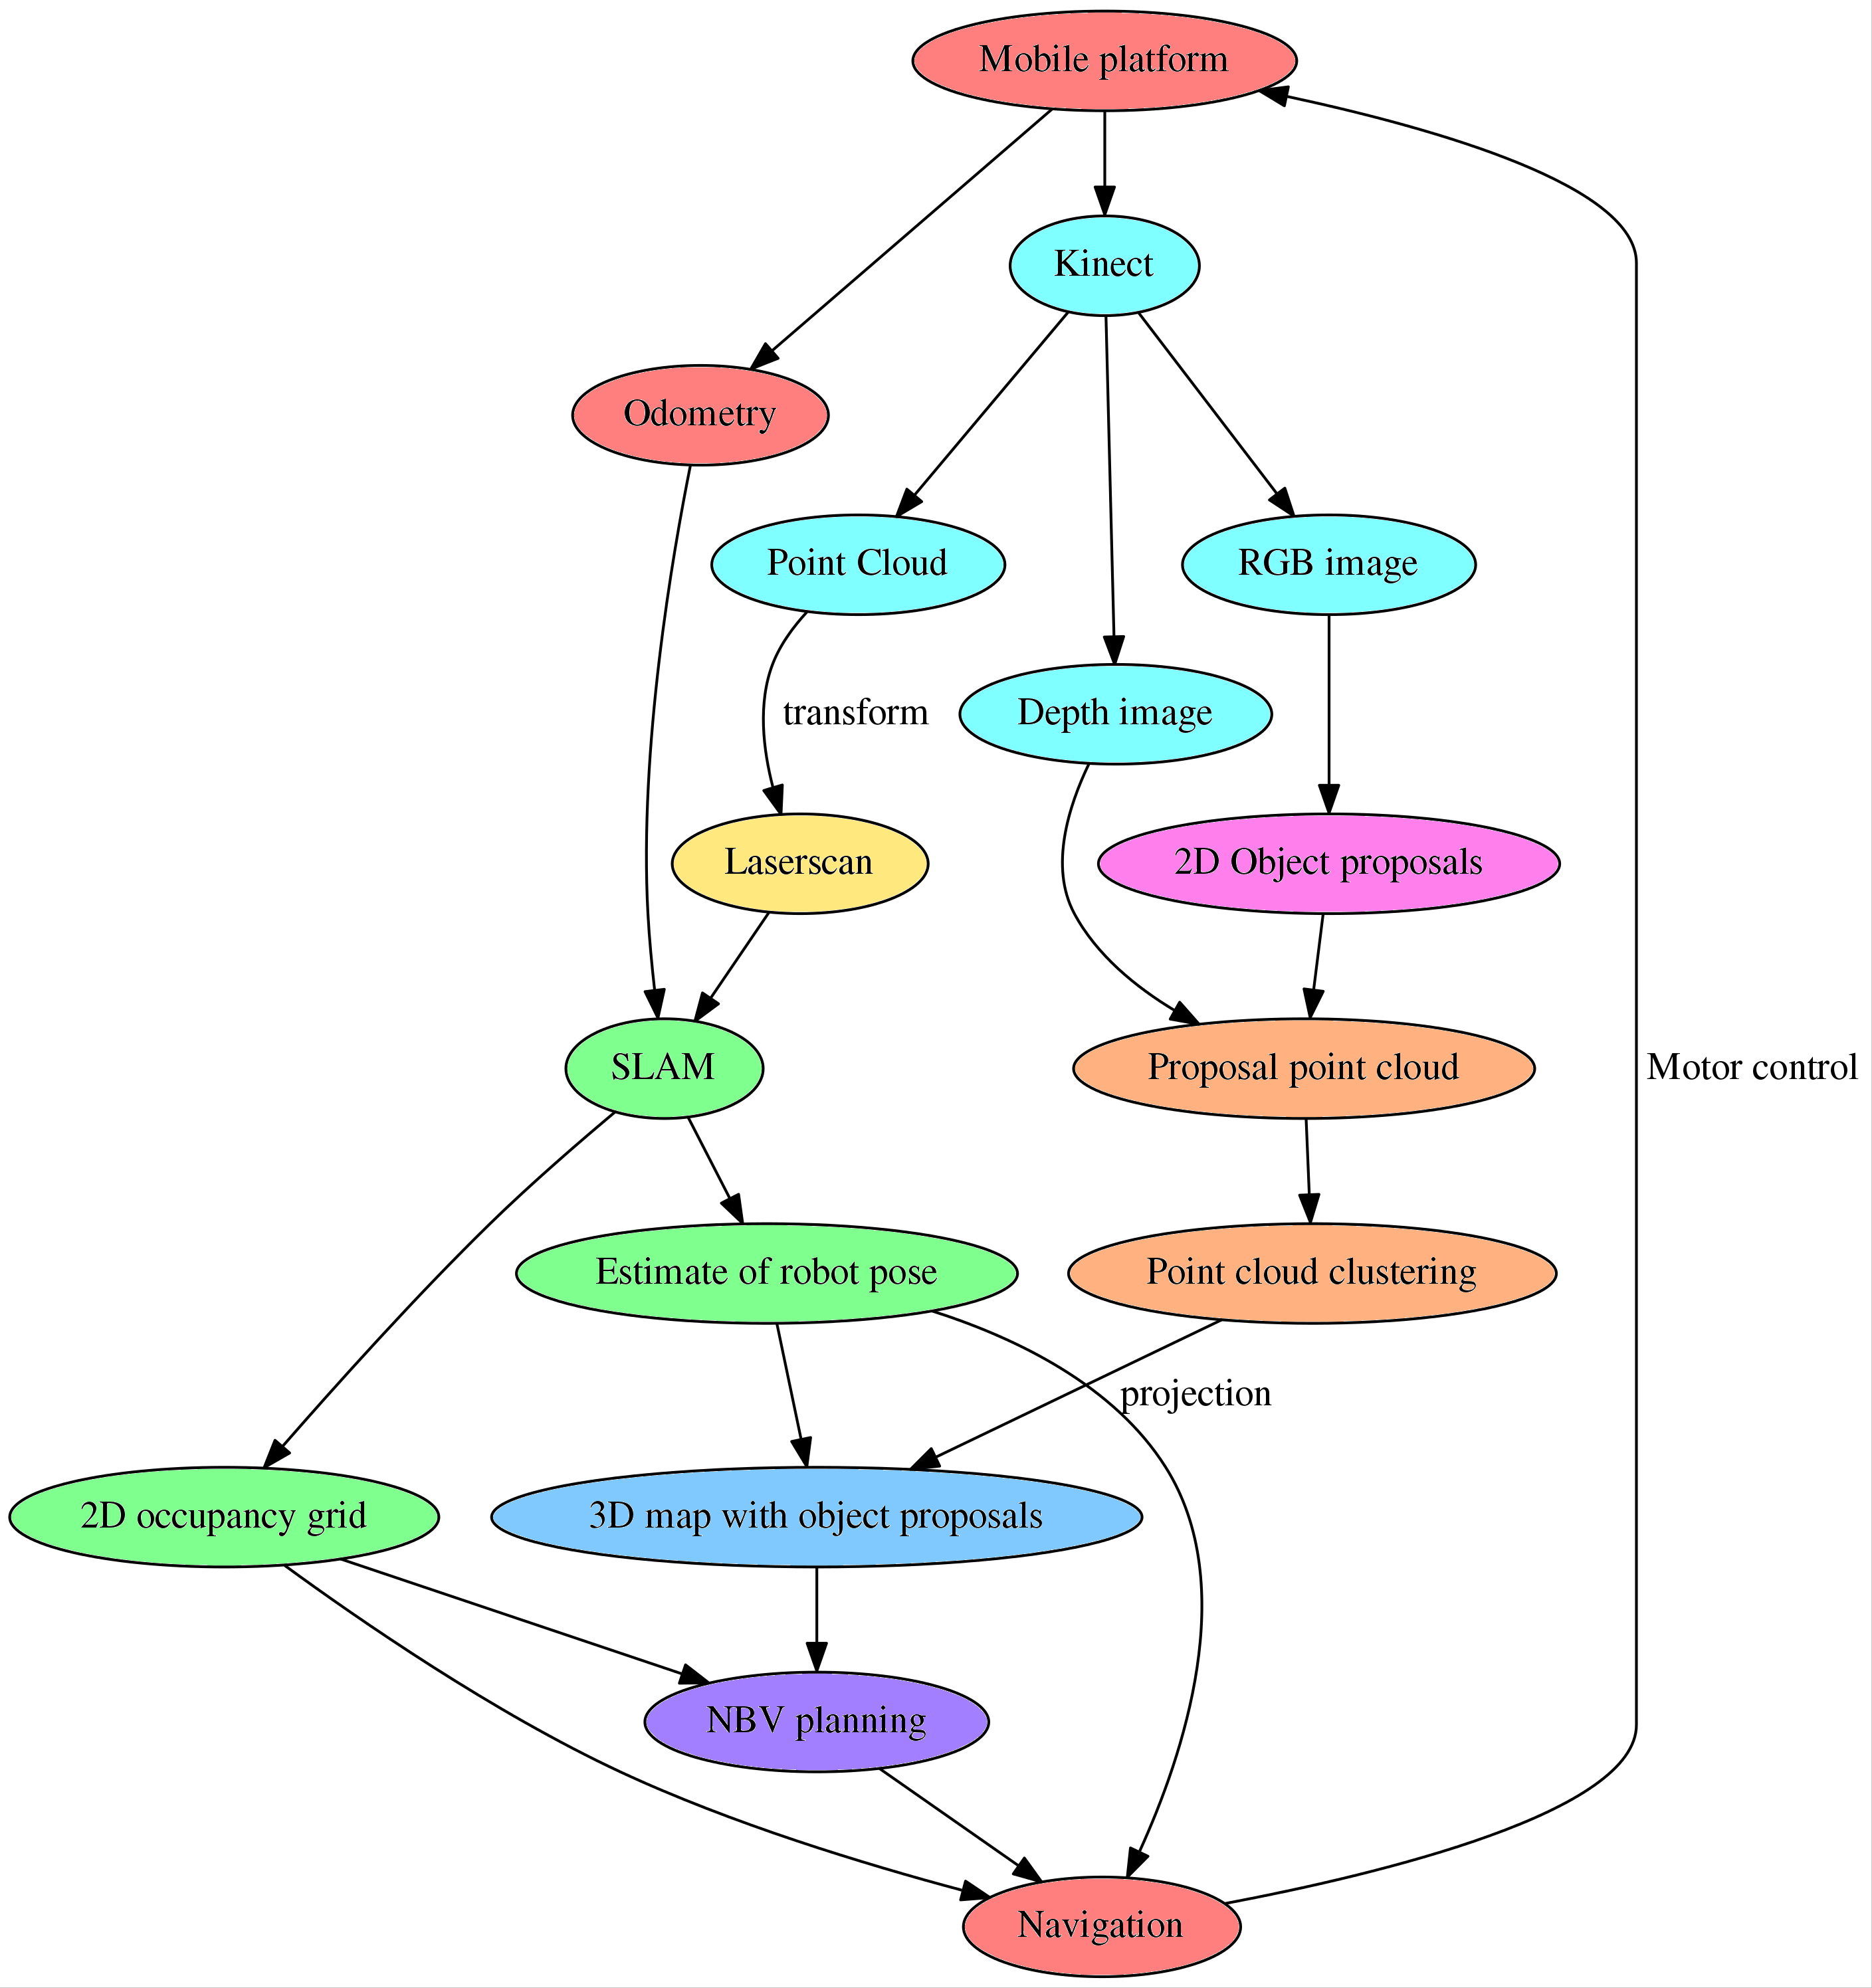 Mobile platform
Kinect
Odometry
Point Cloud
RGB image
transform
Depth image
Laserscan
2D Object proposals
SLAM
Proposal point cloud
Motor control
Estimate of robot pose
Point cloud clustering
projection
2D occupancy grid
3D map with object proposals
NBV planning
Navigation